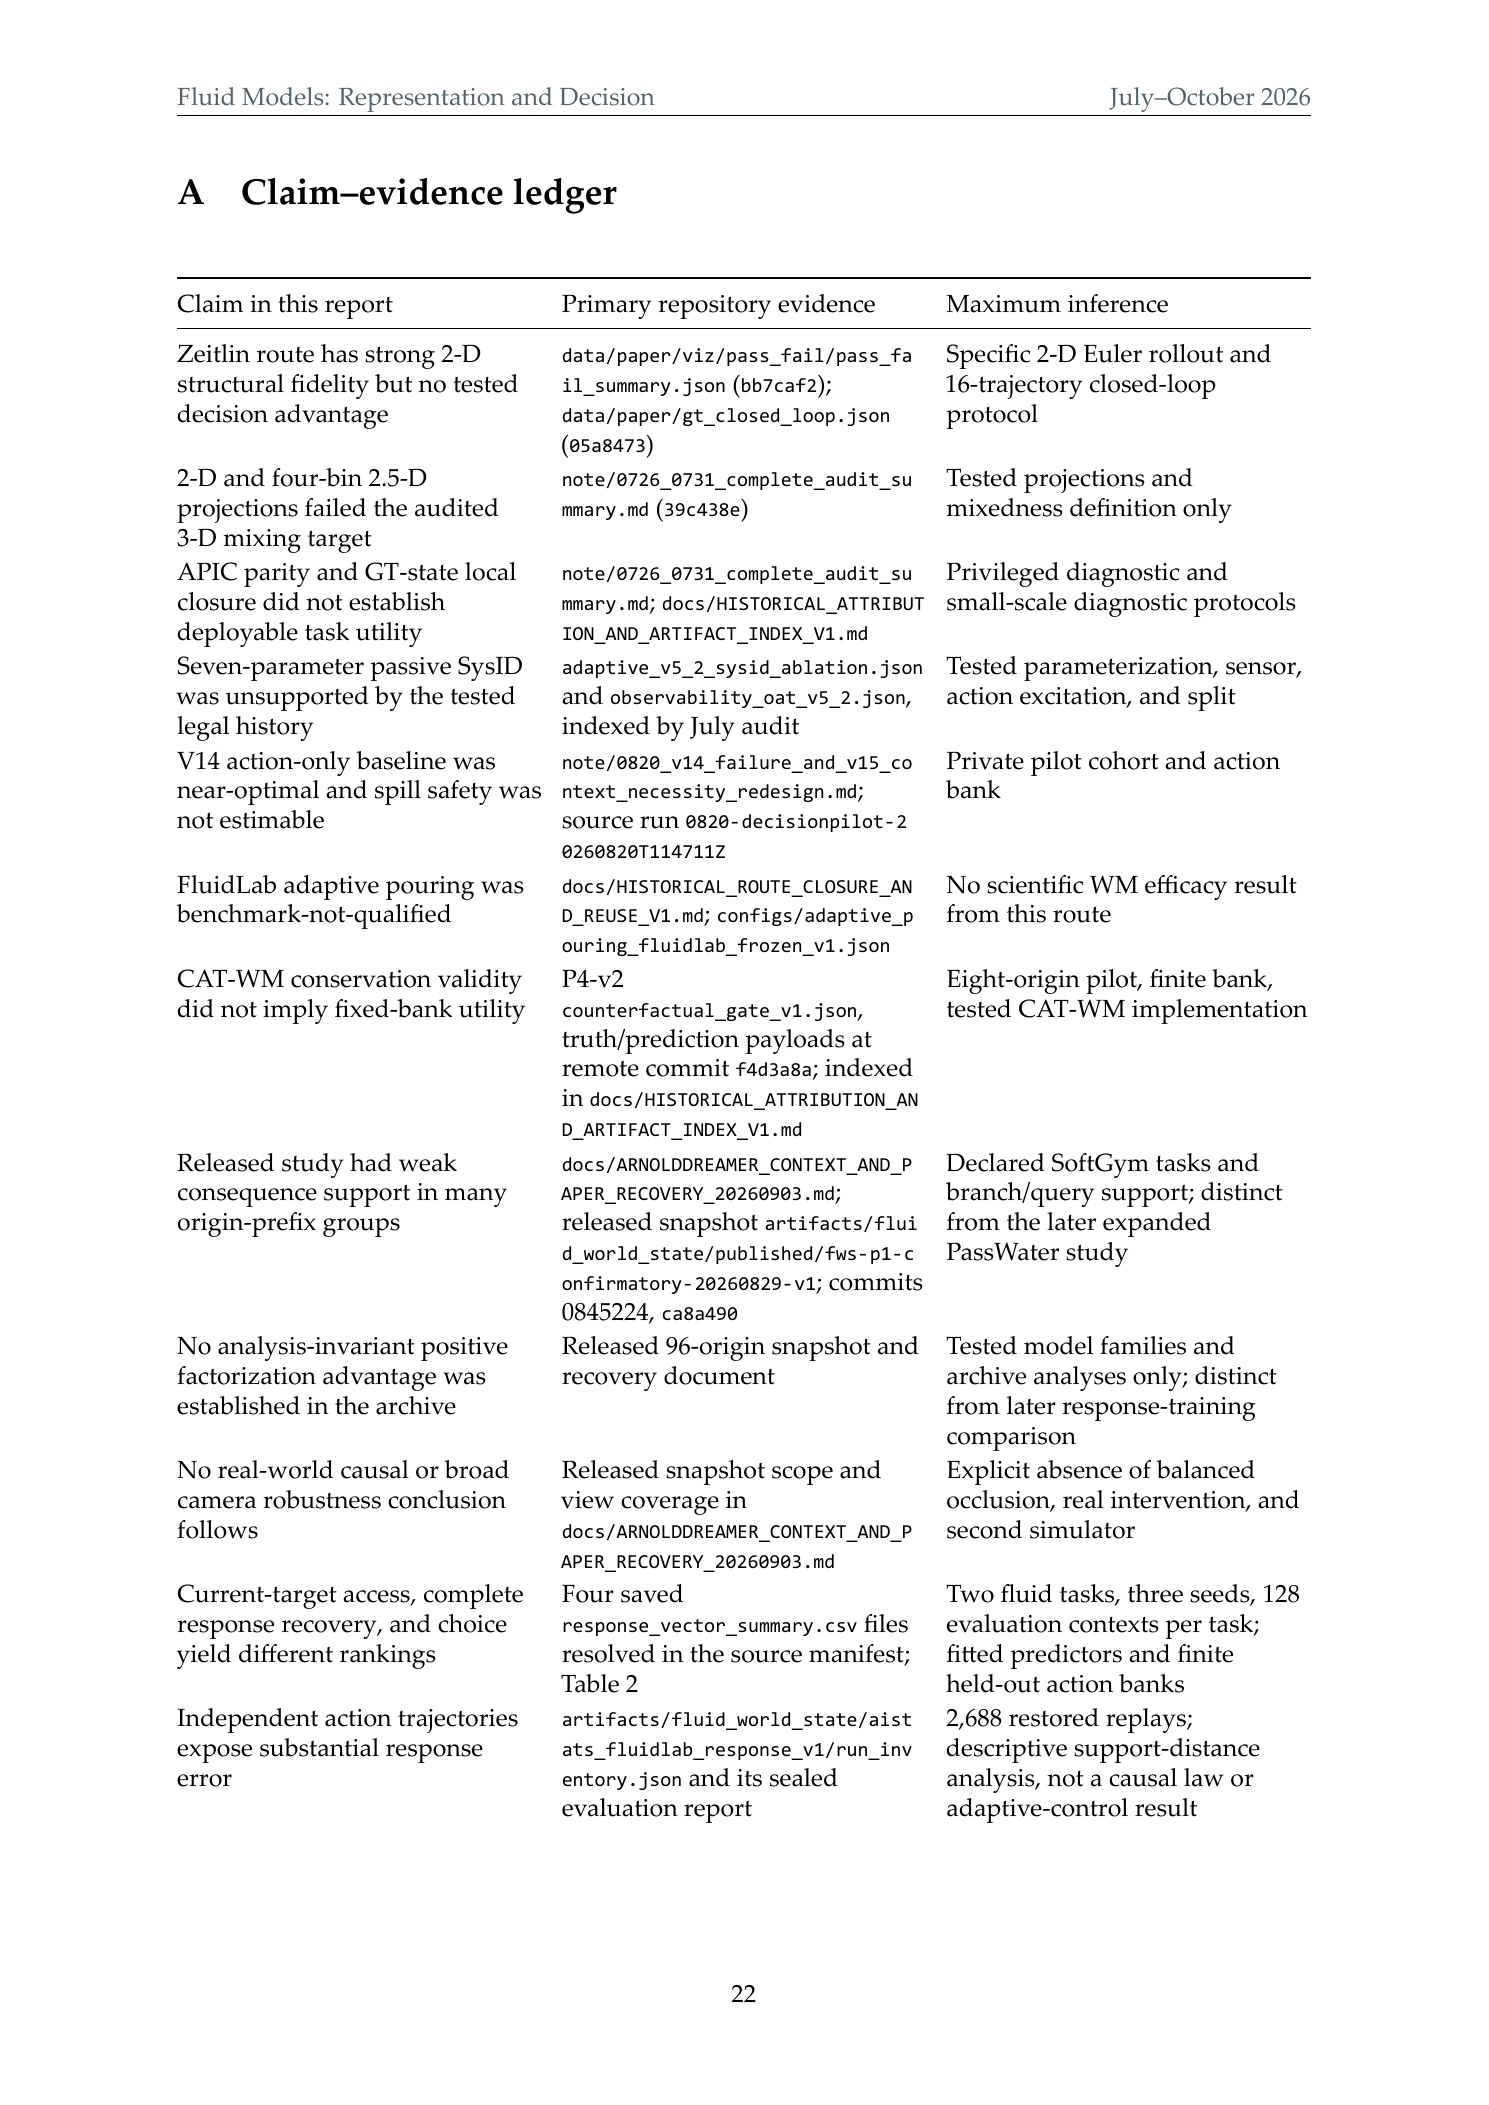 Fluid Models: Representation and Decision July–October 2026
A Claim–evidence ledger
Claim in this report Primary repository evidence Maximum inference
Zeitlin route has strong 2-D data/paper/viz/pass_fail/pass_fa Specific 2-D Euler rollout and
structural fidelity but no tested il_summary.json (bb7caf2); 16-trajectory closed-loop
decision advantage data/paper/gt_closed_loop.json protocol
(05a8473)
2-D and four-bin 2.5-D note/0726_0731_complete_audit_su Tested projections and
projections failed the audited mmary.md (39c438e) mixedness definition only
3-D mixing target
APIC parity and GT-state local note/0726_0731_complete_audit_su Privileged diagnostic and
closure did not establish mmary.md; docs/HISTORICAL_ATTRIBUT small-scale diagnostic protocols
deployable task utility ION_AND_ARTIFACT_INDEX_V1.md
Seven-parameter passive SysID adaptive_v5_2_sysid_ablation.json Tested parameterization, sensor,
was unsupported by the tested and observability_oat_v5_2.json, action excitation, and split
legal history indexed by July audit
V14 action-only baseline was note/0820_v14_failure_and_v15_co Private pilot cohort and action
near-optimal and spill safety was ntext_necessity_redesign.md; bank
not estimable source run 0820-decisionpilot-2
0260820T114711Z
FluidLab adaptive pouring was docs/HISTORICAL_ROUTE_CLOSURE_AN No scientific WM efficacy result
benchmark-not-qualified D_REUSE_V1.md; configs/adaptive_p from this route
ouring_fluidlab_frozen_v1.json
CAT-WM conservation validity P4-v2 Eight-origin pilot, finite bank,
did not imply fixed-bank utility counterfactual_gate_v1.json, tested CAT-WM implementation
truth/prediction payloads at
remote commit f4d3a8a; indexed
in docs/HISTORICAL_ATTRIBUTION_AN
D_ARTIFACT_INDEX_V1.md
Released study had weak docs/ARNOLDDREAMER_CONTEXT_AND_P Declared SoftGym tasks and
consequence support in many APER_RECOVERY_20260903.md; branch/query support; distinct
origin-prefix groups released snapshot artifacts/flui from the later expanded
d_world_state/published/fws-p1-c PassWater study
onfirmatory-20260829-v1; commits
0845224, ca8a490
No analysis-invariant positive Released 96-origin snapshot and Tested model families and
factorization advantage was recovery document archive analyses only; distinct
established in the archive from later response-training
comparison
No real-world causal or broad Released snapshot scope and Explicit absence of balanced
camera robustness conclusion view coverage in occlusion, real intervention, and
follows docs/ARNOLDDREAMER_CONTEXT_AND_P second simulator
APER_RECOVERY_20260903.md
Current-target access, complete Four saved Two fluid tasks, three seeds, 128
response recovery, and choice response_vector_summary.csv files evaluation contexts per task;
yield different rankings resolved in the source manifest; fitted predictors and finite
Table 2 held-out action banks
Independent action trajectories artifacts/fluid_world_state/aist 2,688 restored replays;
expose substantial response ats_fluidlab_response_v1/run_inv descriptive support-distance
error entory.json and its sealed analysis, not a causal law or
evaluation report adaptive-control result
22